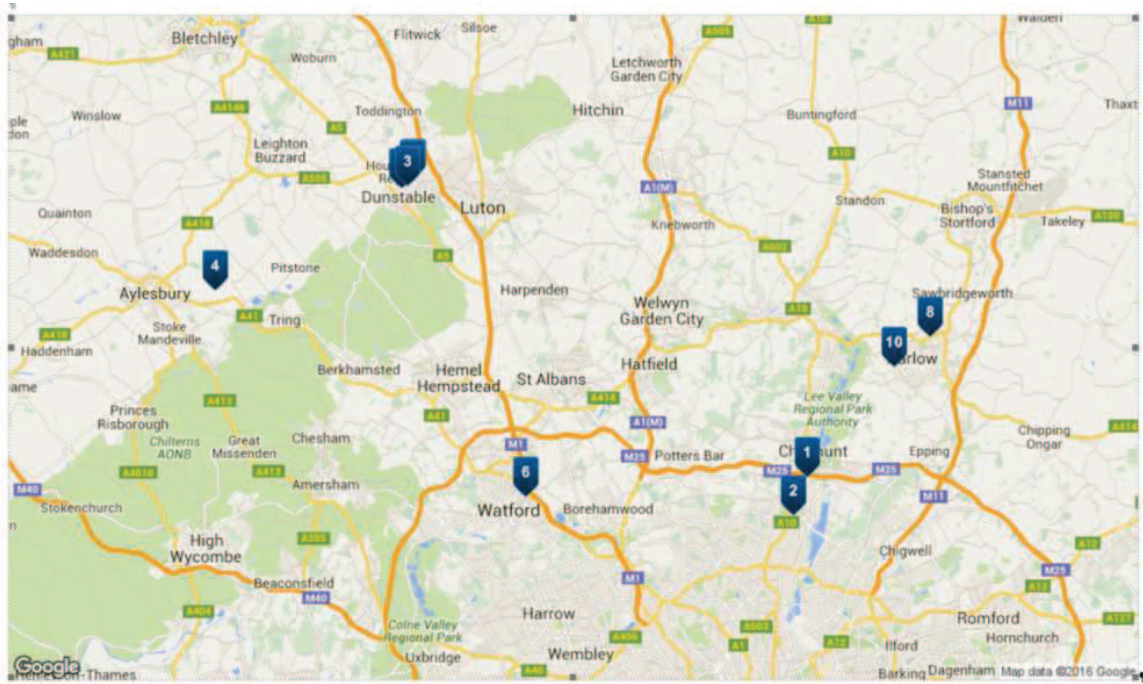 Walden
Flitwick
Silsoe
A10
A505
Bletchley
gham
A421
Woburn
Letchworth
Garden City
M11
Toddington
Hitchin
Winslow
A4146
Buntingford
A5
Leighton
Buzzard
A10
3
A505
Dunstable
A1(M)
Stansted
Mountfitchet
Luton
Standon
Bishop's
Stortford
Quainton
A418
Knebworth
Takeley
A120
Waddesdon
A5
A602
4
Pitstone
Harpenden
Aylesbury
Sawbridgeworth
Welwyn
Garden City
A10
8
A41
Tring
A418
Stoke
Mandeville
10
Haddenham
Hatfield
Berkhamsted
Hemel
Hempstead
St Albans
ame
A413
A414
Lee Valley
Regional Park
Authority
Princes
Risborough
A41
A1(M)
A414
Chilterns
AONB
Great
Missenden
Chesham
M1
Chipping
Ongar
1
M25
Potters Bar
M25
M25
Epping
A4010
A413
6
2
M40
Amersham
M11
Stokenchurch
Watford
Borehamwood
A10
A355
High
Wycombe
A12
Chigwell
Beaconsfield
M1
M25
M40
A12
A404
Harrow
Romford
A127
Colne Valley
Regional Park
A406
A503
A1
A12
Ilford
Hornchurch
Uxbridge
Wembley
Google
A40
Barking
Dagenham
Map data ©2016 Google
-Thames